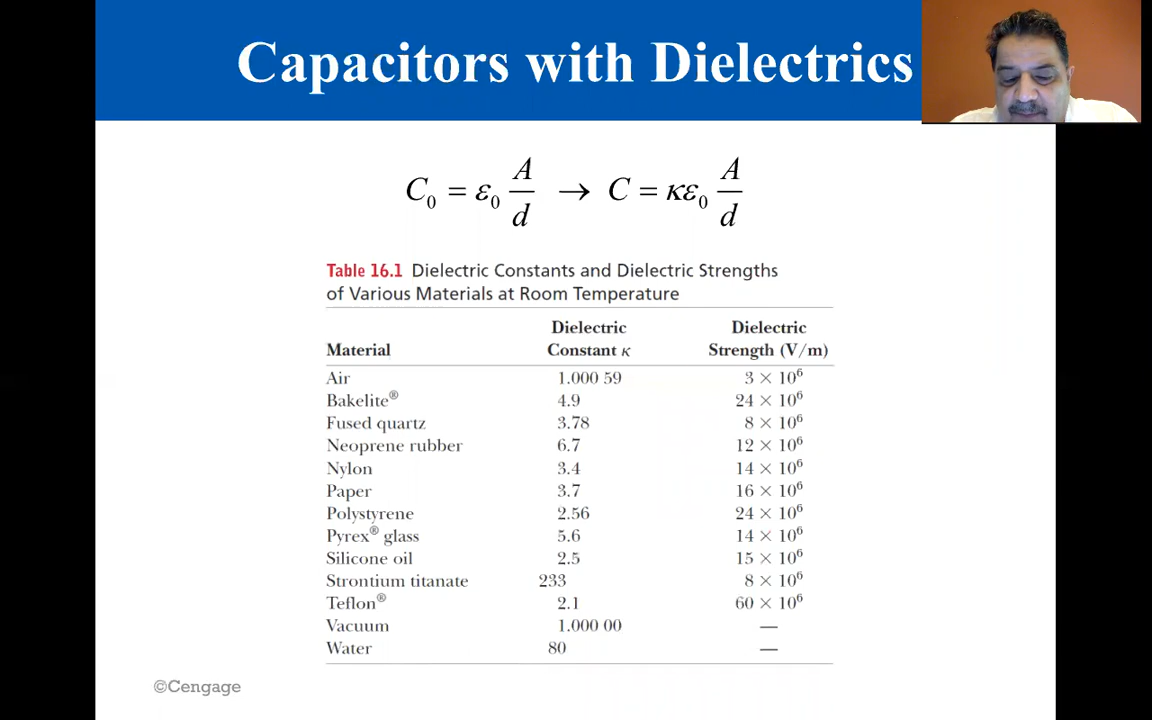 Capacitors with Dielectrics
C₀ = ε₀ A/d → C = κε₀ A/d
Table 16.1 Dielectric Constants and Dielectric Strengths
of Various Materials at Room Temperature
Dielectric Dielectric
Material Constant κ Strength (V/m)
Air 1.000 59 3 × 10⁶
Bakelite® 4.9 24 × 10⁶
Fused quartz 3.78 8 × 10⁶
Neoprene rubber 6.7 12 × 10⁶
Nylon 3.4 14 × 10⁶
Paper 3.7 16 × 10⁶
Polystyrene 2.56 24 × 10⁶
Pyrex® glass 5.6 14 × 10⁶
Silicone oil 2.5 15 × 10⁶
Strontium titanate 233 8 × 10⁶
Teflon® 2.1 60 × 10⁶
Vacuum 1.000 00 —
Water 80 —
©Cengage